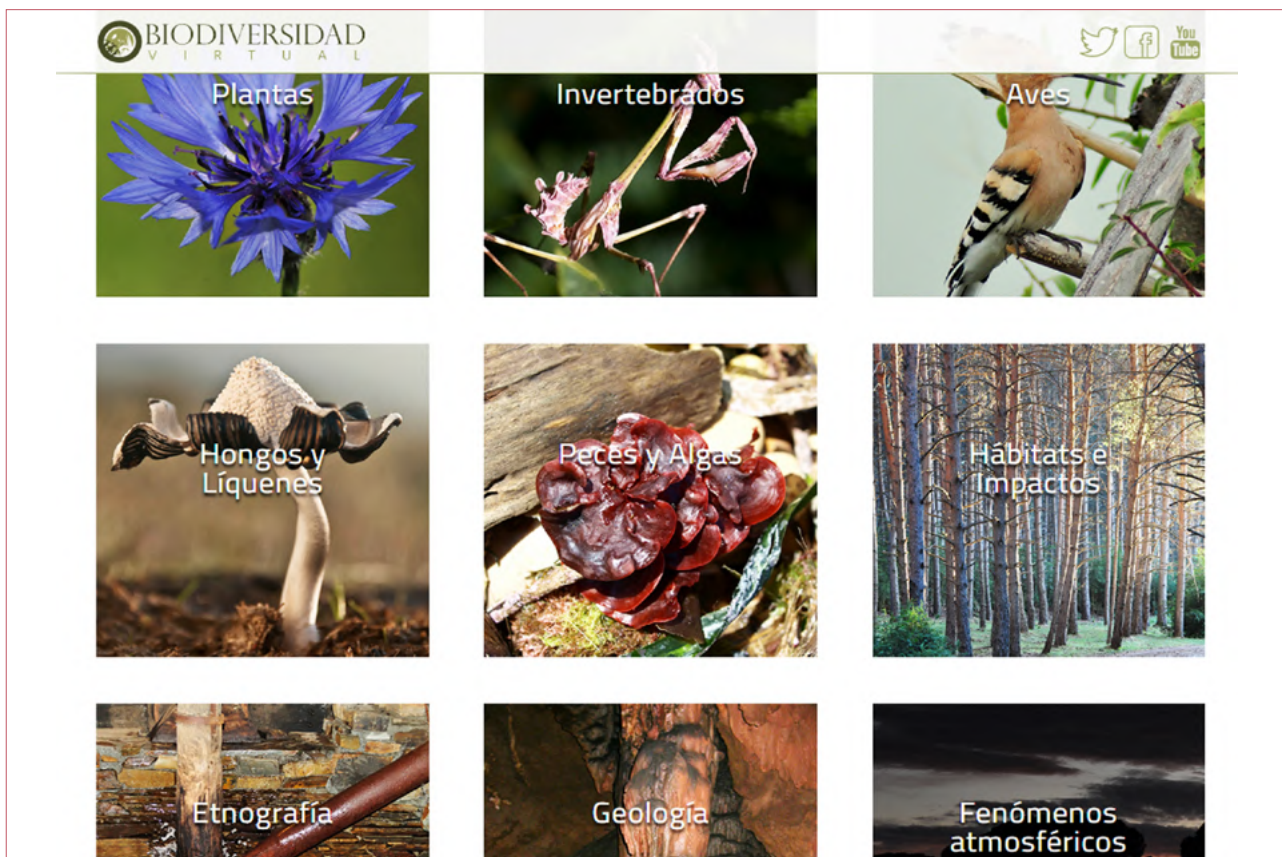 BIODIVERSIDAD
VIRTUAL
You
Tube
Plantas
Invertebrados
Aves
Hongos y
Líquenes
Peces y Algas
Hábitats e
Impactos
Etnografía
Geología
Fenómenos
atmosféricos